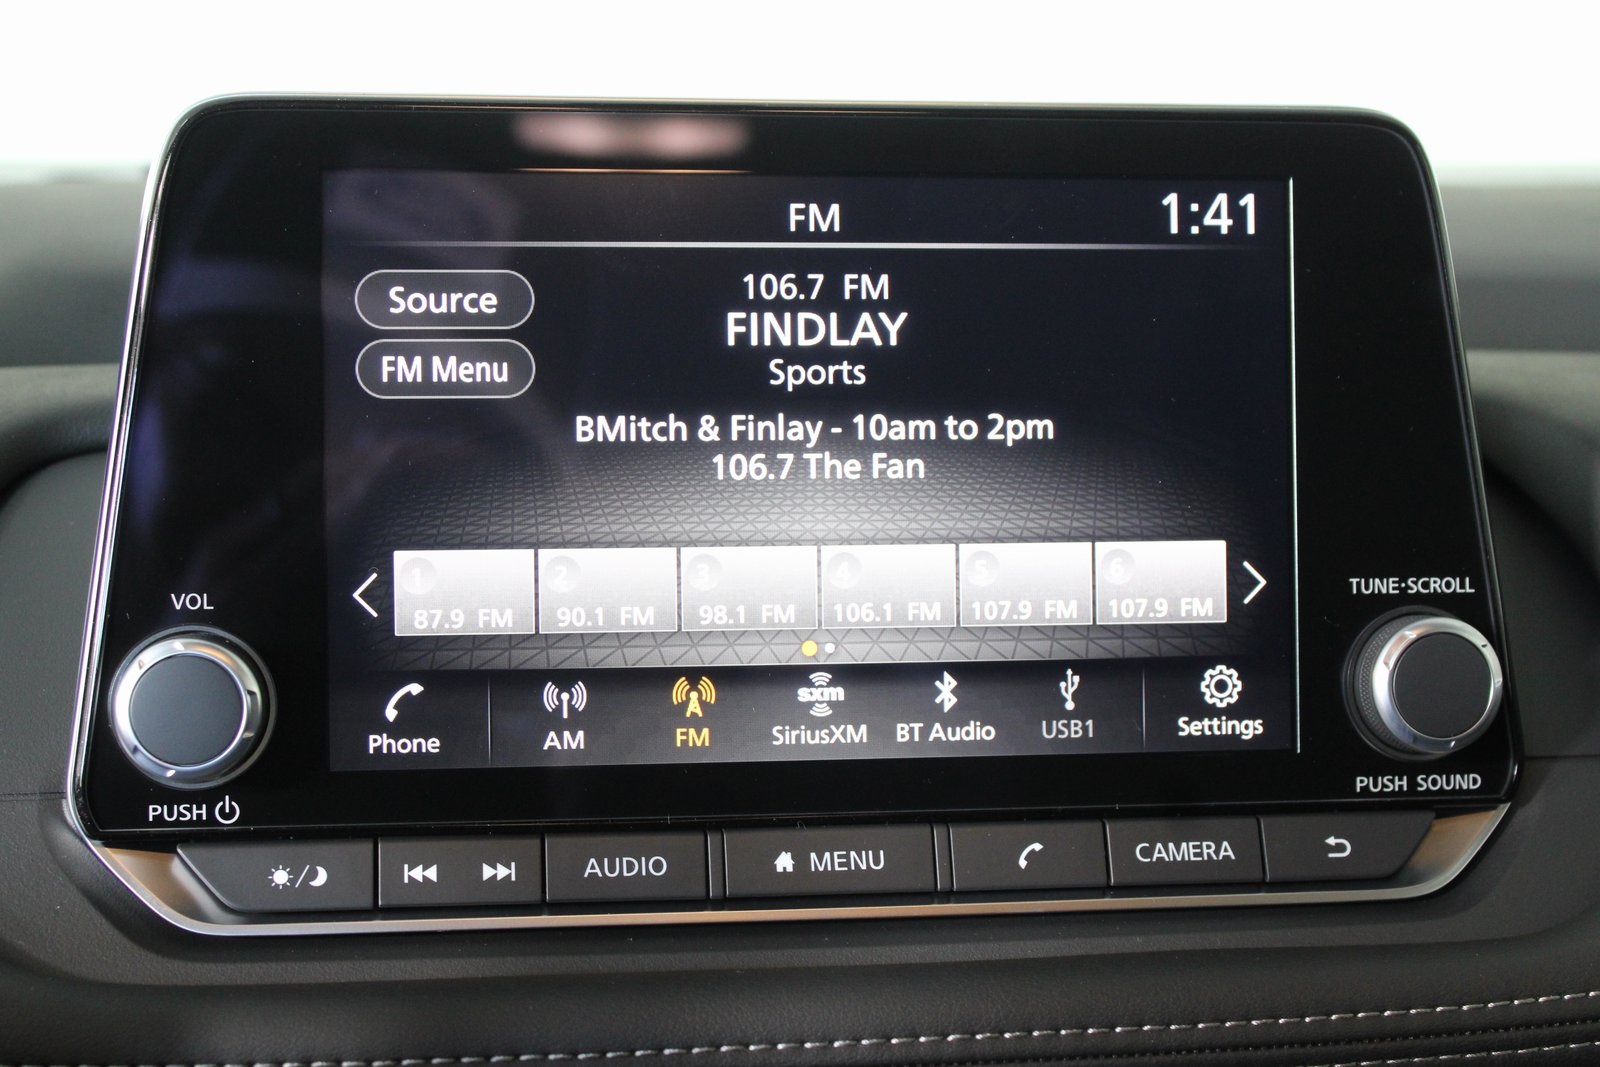 FM 1:41
Source
FM Menu
106.7 FM
FINDLAY
Sports
BMitch & Finlay - 10am to 2pm
106.7 The Fan
1 2 3 4 5 6
87.9 FM 90.1 FM 98.1 FM 106.1 FM 107.9 FM 107.9 FM
VOL
PUSH
TUNE·SCROLL
PUSH SOUND
sxm
Phone AM FM SiriusXM BT Audio USB1 Settings
AUDIO MENU CAMERA